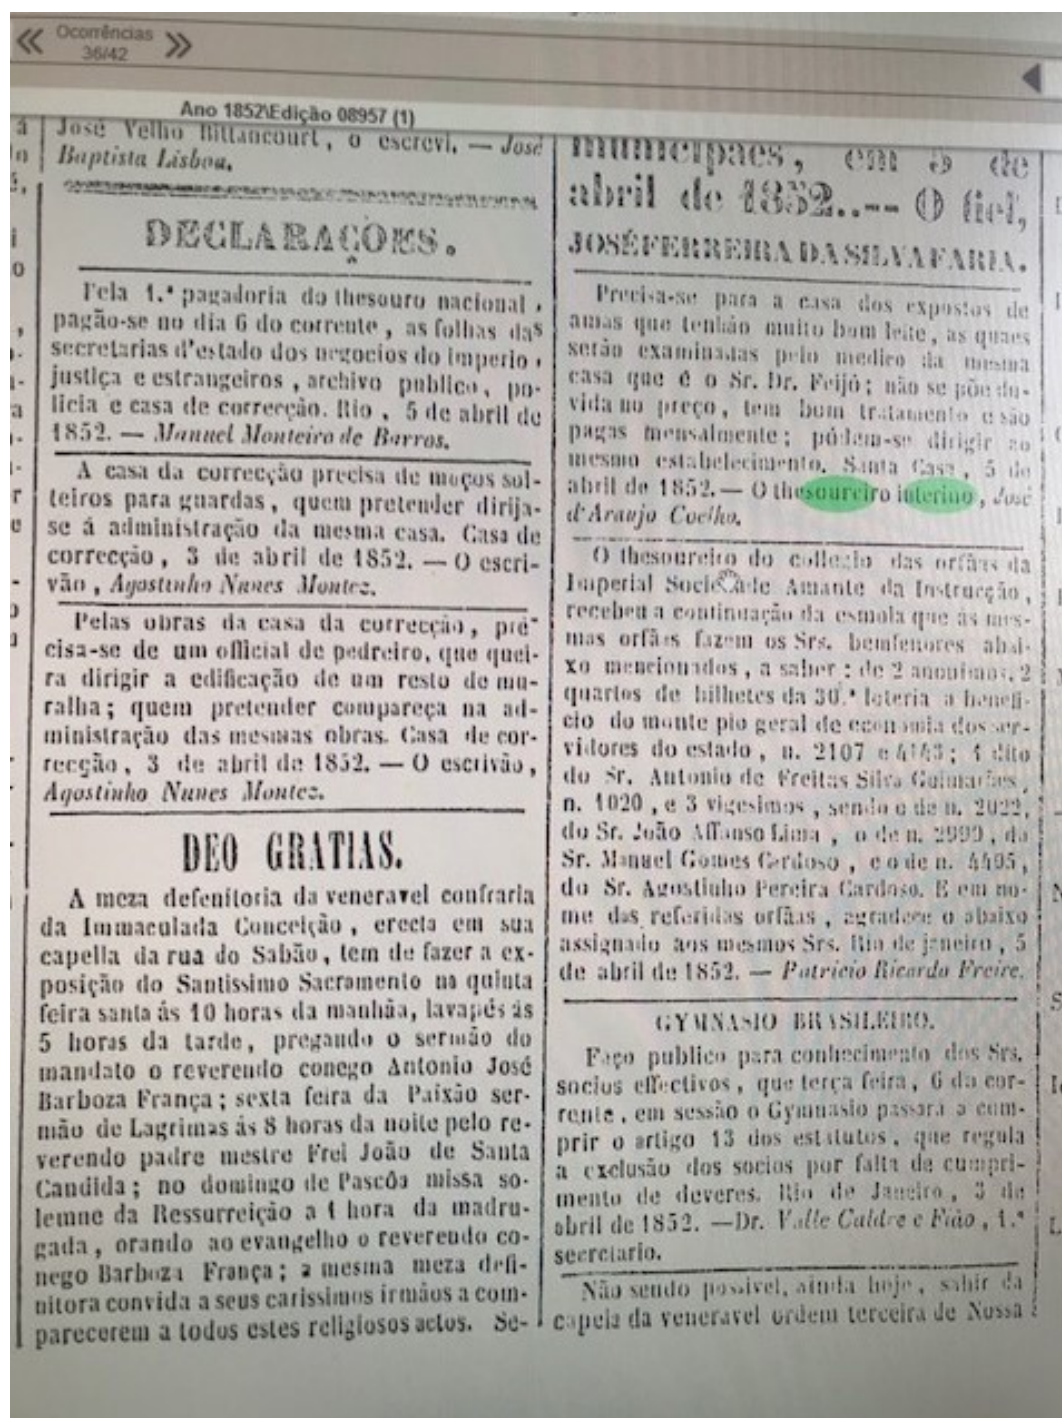 Ocorrências
36/42
Ano 1852\Edição 08957 (1)
José Velho Bittancourt, o escrevi. — José
Baptista Lisboa.
DECLARAÇÕES.
Pela 1.ª pagadoria do thesouro nacional,
pagão-se no dia 6 do corrente, as folhas das
secretarias d'estado dos negocios do imperio,
justiça e estrangeiros, archivo publico, po-
licia e casa de correcção. Rio, 5 de abril de
1852. — Manuel Monteiro de Barros.
A casa da correcção precisa de moços sol-
teiros para guardas, quem pretender dirija-
se á administração da mesma casa. Casa de
correcção, 3 de abril de 1852. — O escri-
vão, Agostinho Nunes Montez.
Pelas obras da casa da correcção, pre-
cisa-se de um official de pedreiro, que quei-
ra dirigir a edificação de um resto de mu-
ralha; quem pretender compareça na ad-
ministração das mesmas obras. Casa de cor-
recção, 3 de abril de 1852. — O escrivão,
Agostinho Nunes Montez.
DEO GRATIAS.
A meza defenitoria da veneravel confraria
da Immaculada Conceição, erecta em sua
capella da rua do Sabão, tem de fazer a ex-
posição do Santissimo Sacramento na quinta
feira santa ás 10 horas da manhãa, lavapés ás
5 horas da tarde, pregando o sermão do
mandato o reverendo conego Antonio José
Barboza França; sexta feira da Paixão ser-
mão de Lagrimas ás 8 horas da noite pelo re-
verendo padre mestre Frei João de Santa
Candida; no domingo de Pascôa missa so-
lemne da Ressurreição a 1 hora da madru-
gada, orando ao evangelho o reverendo co-
nego Barboza França; a mesma meza defi-
nitora convida a seus carissimos irmãos a com-
parecerem a todos estes religiosos actos. Se-
municipaes, em 5 de
abril de 1852..-- O fiel,
JOSÉ FERREIRA DA SILVA FARIA.
Precisa-se para a casa dos expostos de
amas que tenhão muito bom leite, as quaes
serão examinadas pelo medico da mesma
casa que é o Sr. Dr. Feijó; não se põe du-
vida no preço, tem bom tratamento e são
pagas mensalmente; pódem-se dirigir ao
mesmo estabelecimento. Santa Casa, 5 de
abril de 1852. — O thesoureiro interino, José
d'Araujo Coelho.
O thesoureiro do collegio das orfãas da
Imperial Sociedade Amante da Instrucção,
recebeu a continuação da esmola que ás mes-
mas orfãas fazem os Srs. bemfeitores abai-
xo mencionados, a saber: de 2 anonimos, 2
quartos de bilhetes da 30.ª loteria a benefi-
cio do monte pio geral de economia dos ser-
vidores do estado, n. 2107 e 4143; 1 dito
do Sr. Antonio de Freitas Silva Guimarães,
n. 1020, e 3 vigesimos, sendo o de n. 2022,
do Sr. João Affonso Lima, o de n. 2999, do
Sr. Manuel Gomes Cardoso, e o de n. 4495,
do Sr. Agostinho Pereira Cardoso. E em no-
me das referidas orfãas, agradece o abaixo
assignado aos mesmos Srs. Rio de janeiro, 5
de abril de 1852. — Patricio Ricardo Freire.
GYMNASIO BRASILEIRO.
Faço publico para conhecimento dos Srs.
socios effectivos, que terça feira, 6 do cor-
rente, em sessão o Gymnasio passará a cum-
prir o artigo 13 dos estatutos, que regula
a exclusão dos socios por falta de cumpri-
mento de deveres. Rio de Janeiro, 3 de
abril de 1852. — Dr. Valle Caldre e Fião, 1.º
secretario.
Não sendo possivel, ainda hoje, sahir da
capela da veneravel ordem terceira de Nossa